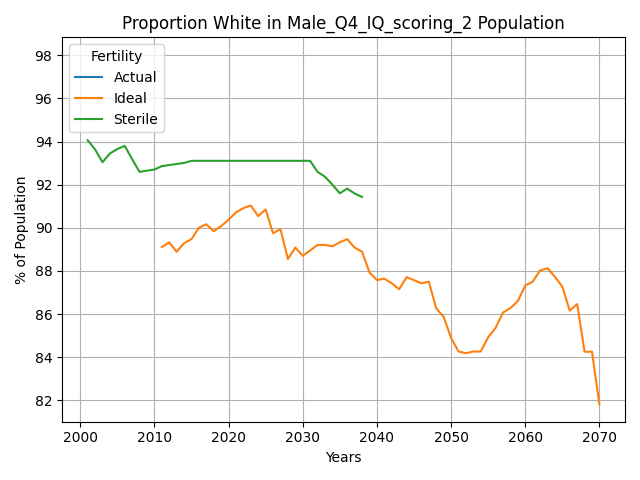 Proportion White in Male_Q4_IQ_scoring_2 Population
Fertility
Actual
Ideal
Sterile
% of Population
98
96
94
92
90
88
86
84
82
2000 2010 2020 2030 2040 2050 2060 2070
Years